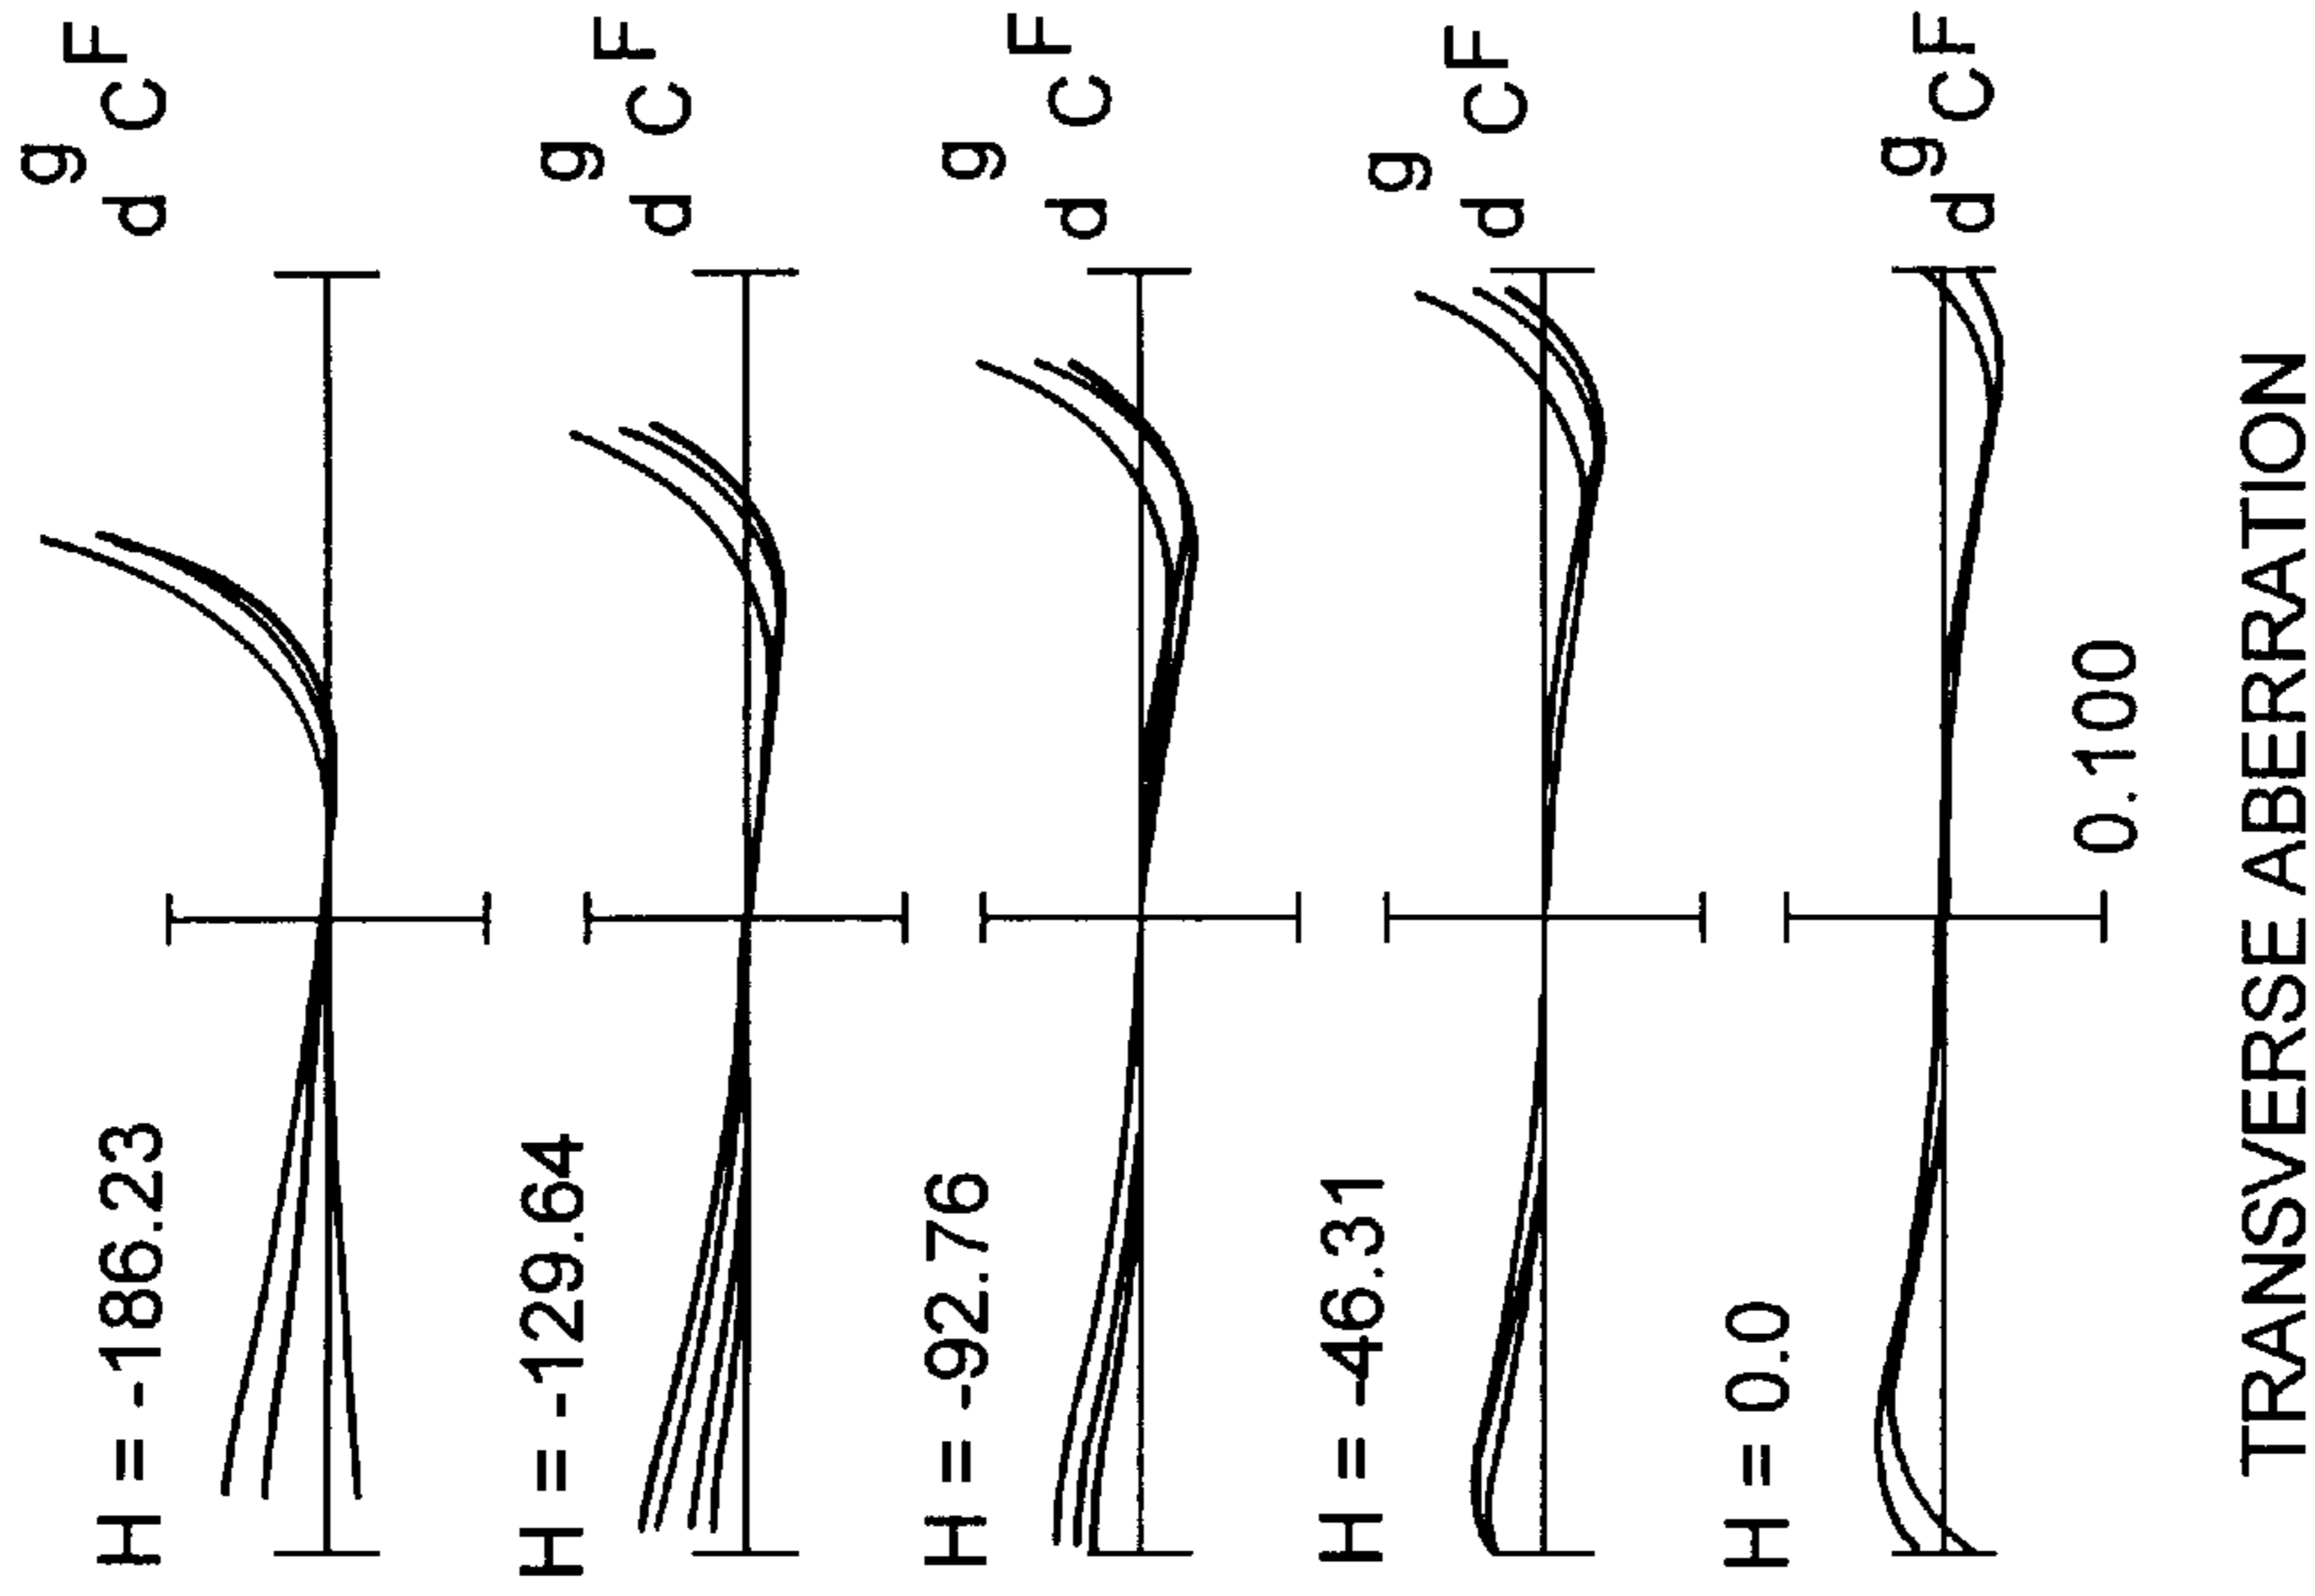 H = -186.23
d g C F
H = -129.64
d g C F
H = -92.76
d g C F
H = -46.31
d g C F
H = 0.0
d g C F
0.100
TRANSVERSE ABERRATION